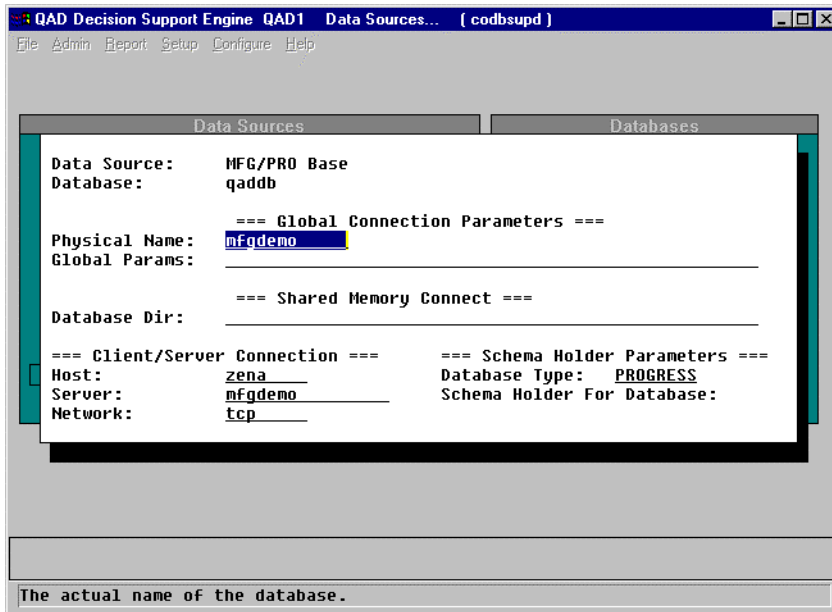 QAD Decision Support Engine QAD1 Data Sources... ( codbsupd )
File Admin Report Setup Configure Help
Data Sources Databases
Data Source: MFG/PRO Base
Database: qaddb
=== Global Connection Parameters ===
Physical Name: mfgdemo
Global Params:
=== Shared Memory Connect ===
Database Dir:
=== Client/Server Connection === === Schema Holder Parameters ===
Host: zena Database Type: PROGRESS
Server: mfgdemo Schema Holder For Database:
Network: tcp
The actual name of the database.